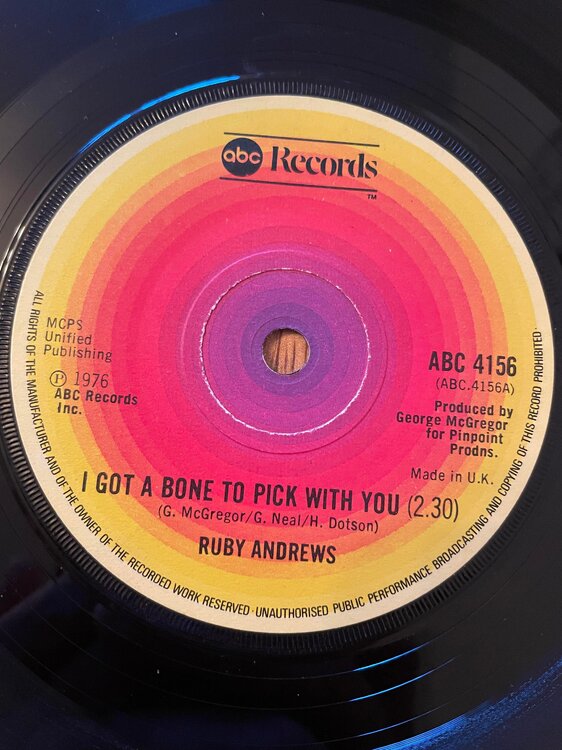 abc Records
TM
MCPS
Unified
Publishing
Ⓟ 1976
ABC Records
Inc.
ABC 4156
(ABC.4156A)
Produced by
George McGregor
for Pinpoint
Prodns.
Made in U.K.
I GOT A BONE TO PICK WITH YOU (2.30)
(G. McGregor/G. Neal/H. Dotson)
RUBY ANDREWS
ALL RIGHTS OF THE MANUFACTURER AND OF THE OWNER OF THE RECORDED WORK RESERVED · UNAUTHORISED PUBLIC PERFORMANCE BROADCASTING AND COPYING OF THIS RECORD PROHIBITED·